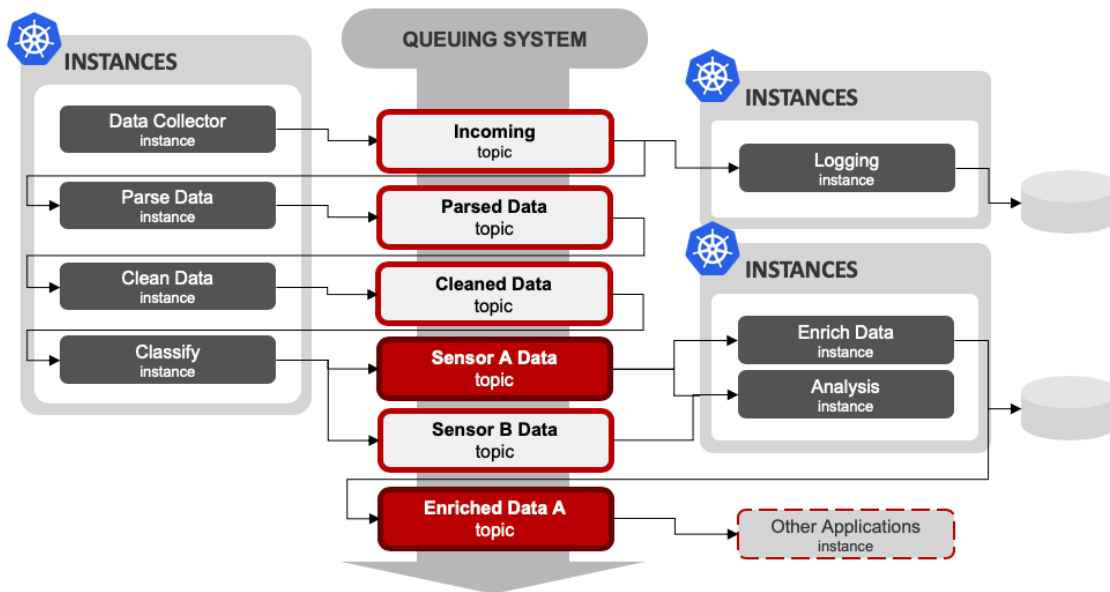 QUEUING SYSTEM
INSTANCES
Data Collector
instance
Parse Data
instance
Clean Data
instance
Classify
instance
Incoming
topic
Parsed Data
topic
Cleaned Data
topic
Sensor A Data
topic
Sensor B Data
topic
Enriched Data A
topic
INSTANCES
Logging
instance
INSTANCES
Enrich Data
instance
Analysis
instance
Other Applications
instance